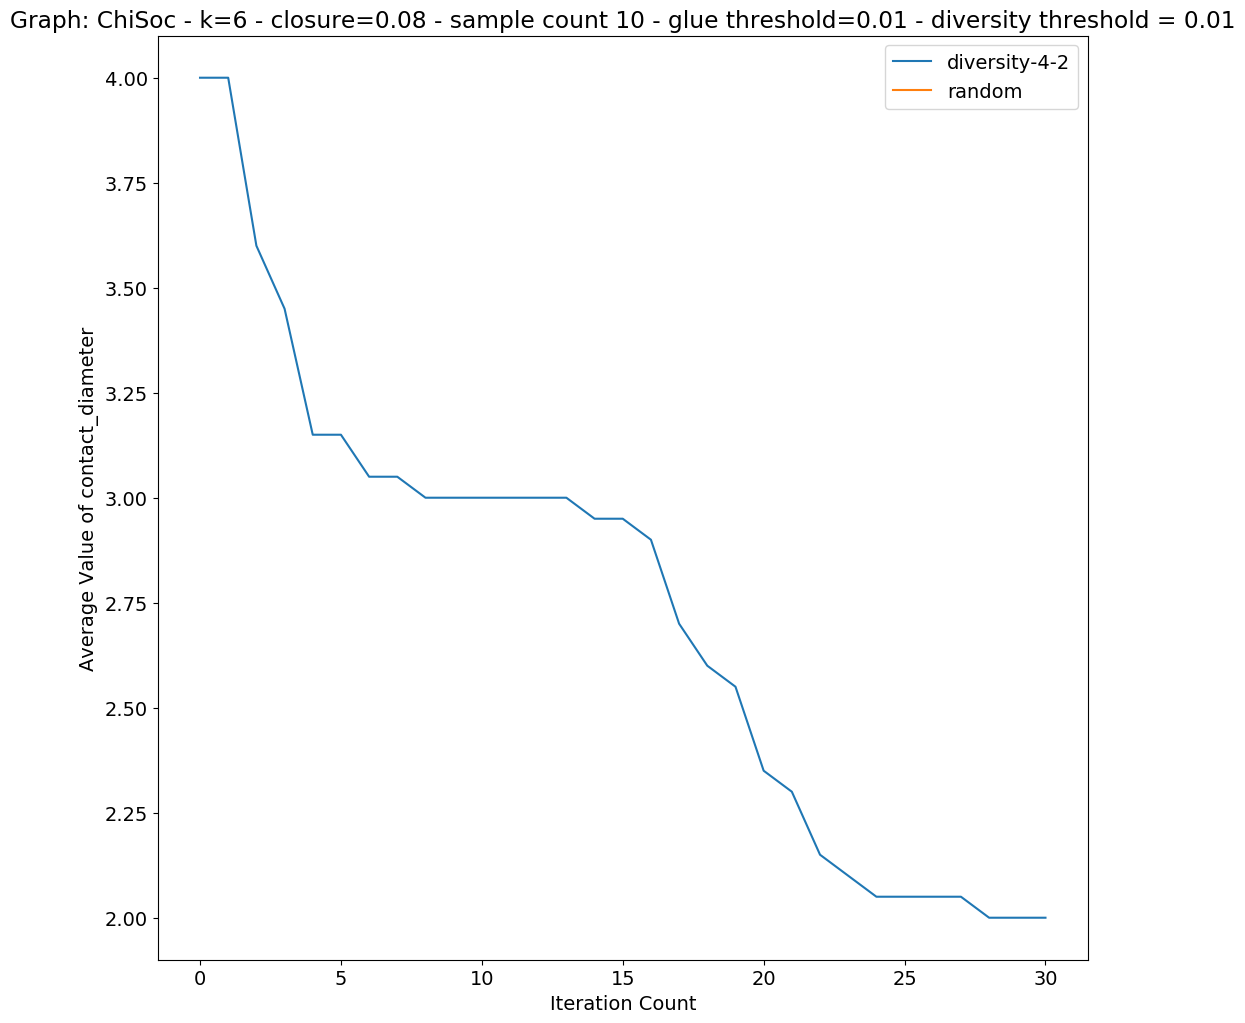 Graph: ChiSoc - k=6 - closure=0.08 - sample count 10 - glue threshold=0.01 - diversity threshold = 0.01
diversity-4-2
random
4.00
3.75
3.50
3.25
3.00
2.75
2.50
2.25
2.00
Average Value of contact_diameter
0 5 10 15 20 25 30
Iteration Count